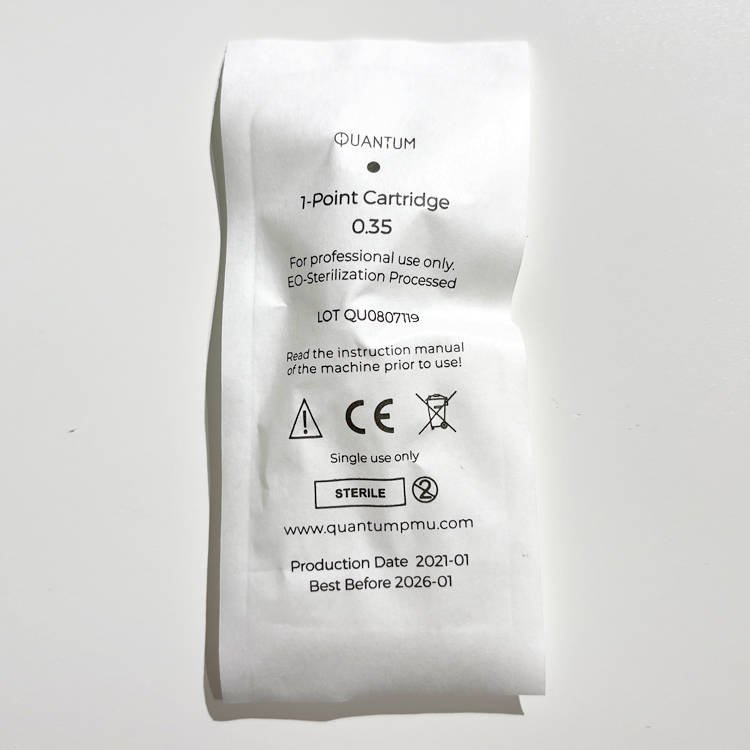 QUANTUM
1-Point Cartridge
0.35
For professional use only.
EO-Sterilization Processed
LOT QU0807119
Read the instruction manual
of the machine prior to use!
CE
Single use only
STERILE 2
www.quantumpmu.com
Production Date 2021-01
Best Before 2026-01